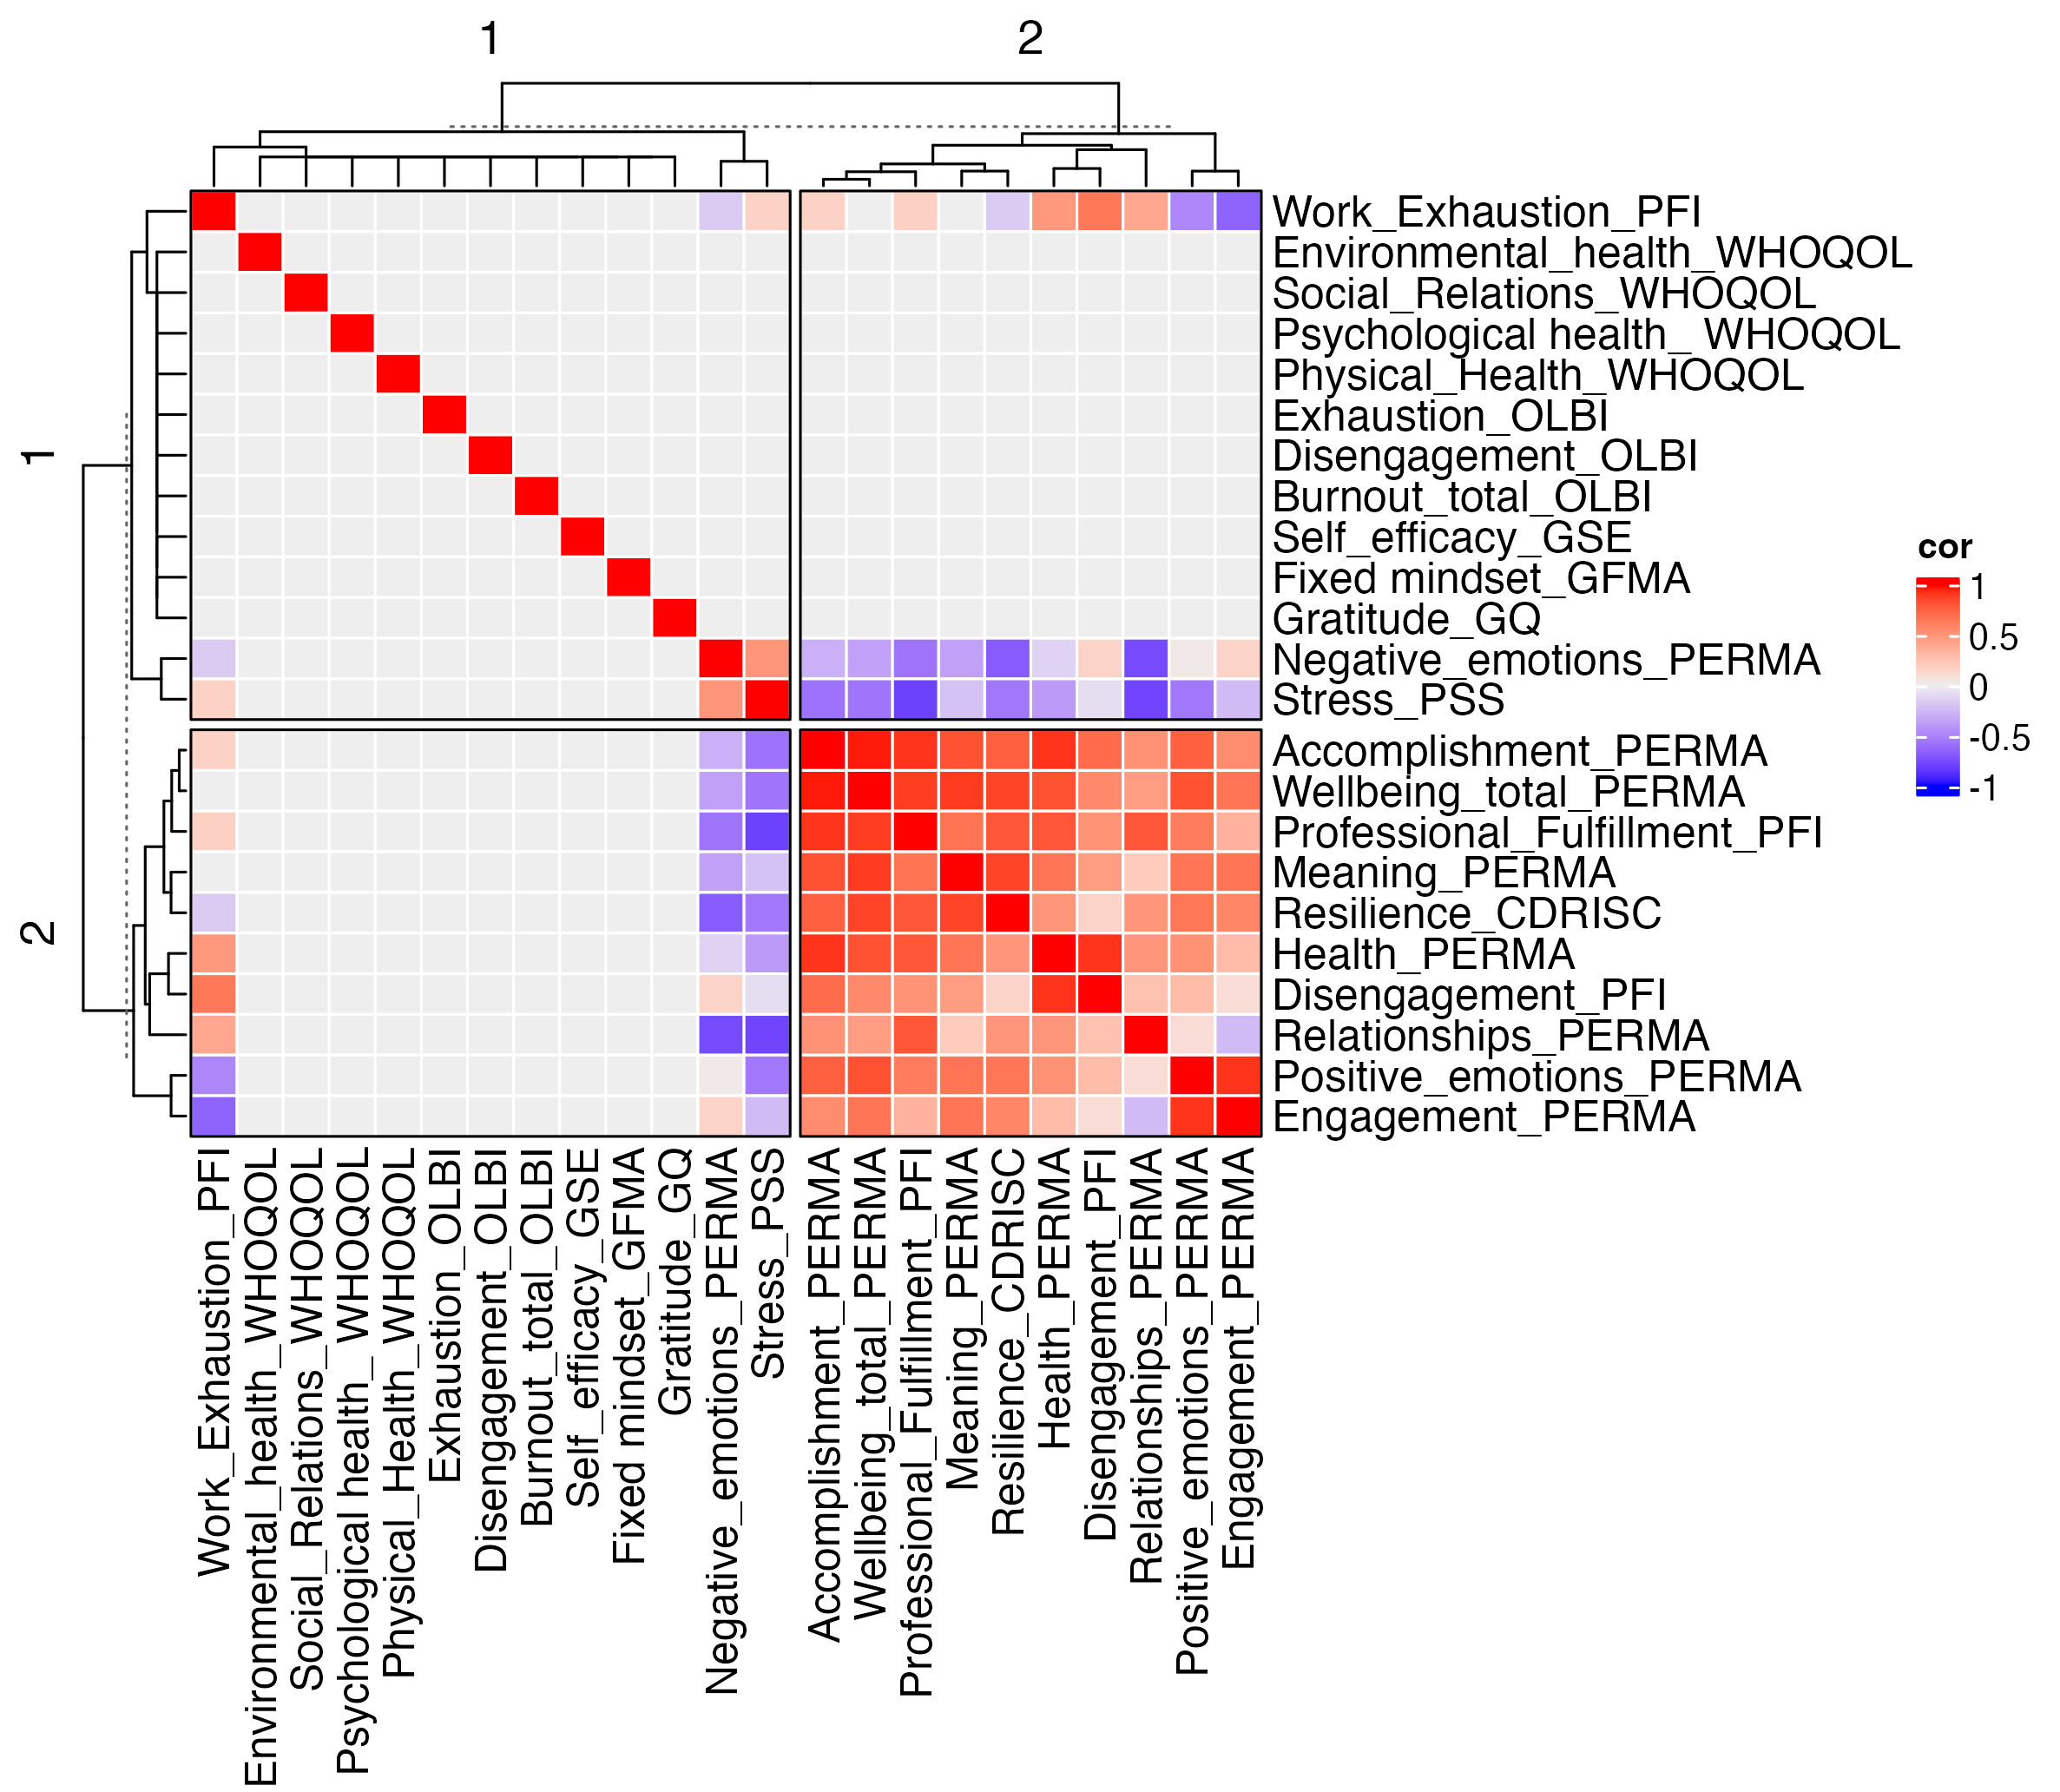 1
2
1
2
Work_Exhaustion_PFI
Environmental_health_WHOQOL
Social_Relations_WHOQOL
Psychological health_ WHOQOL
Physical_Health_WHOQOL
Exhaustion_OLBI
Disengagement_OLBI
Burnout_total_OLBI
Self_efficacy_GSE
Fixed mindset_GFMA
Gratitude_GQ
Negative_emotions_PERMA
Stress_PSS
Accomplishment_PERMA
Wellbeing_total_PERMA
Professional_Fulfillment_PFI
Meaning_PERMA
Resilience_CDRISC
Health_PERMA
Disengagement_PFI
Relationships_PERMA
Positive_emotions_PERMA
Engagement_PERMA
cor
1
0.5
0
-0.5
-1
Work_Exhaustion_PFI
Environmental_health_WHOQOL
Social_Relations_WHOQOL
Psychological health_ WHOQOL
Physical_Health_WHOQOL
Exhaustion_OLBI
Disengagement_OLBI
Burnout_total_OLBI
Self_efficacy_GSE
Fixed mindset_GFMA
Gratitude_GQ
Negative_emotions_PERMA
Stress_PSS
Accomplishment_PERMA
Wellbeing_total_PERMA
Professional_Fulfillment_PFI
Meaning_PERMA
Resilience_CDRISC
Health_PERMA
Disengagement_PFI
Relationships_PERMA
Positive_emotions_PERMA
Engagement_PERMA